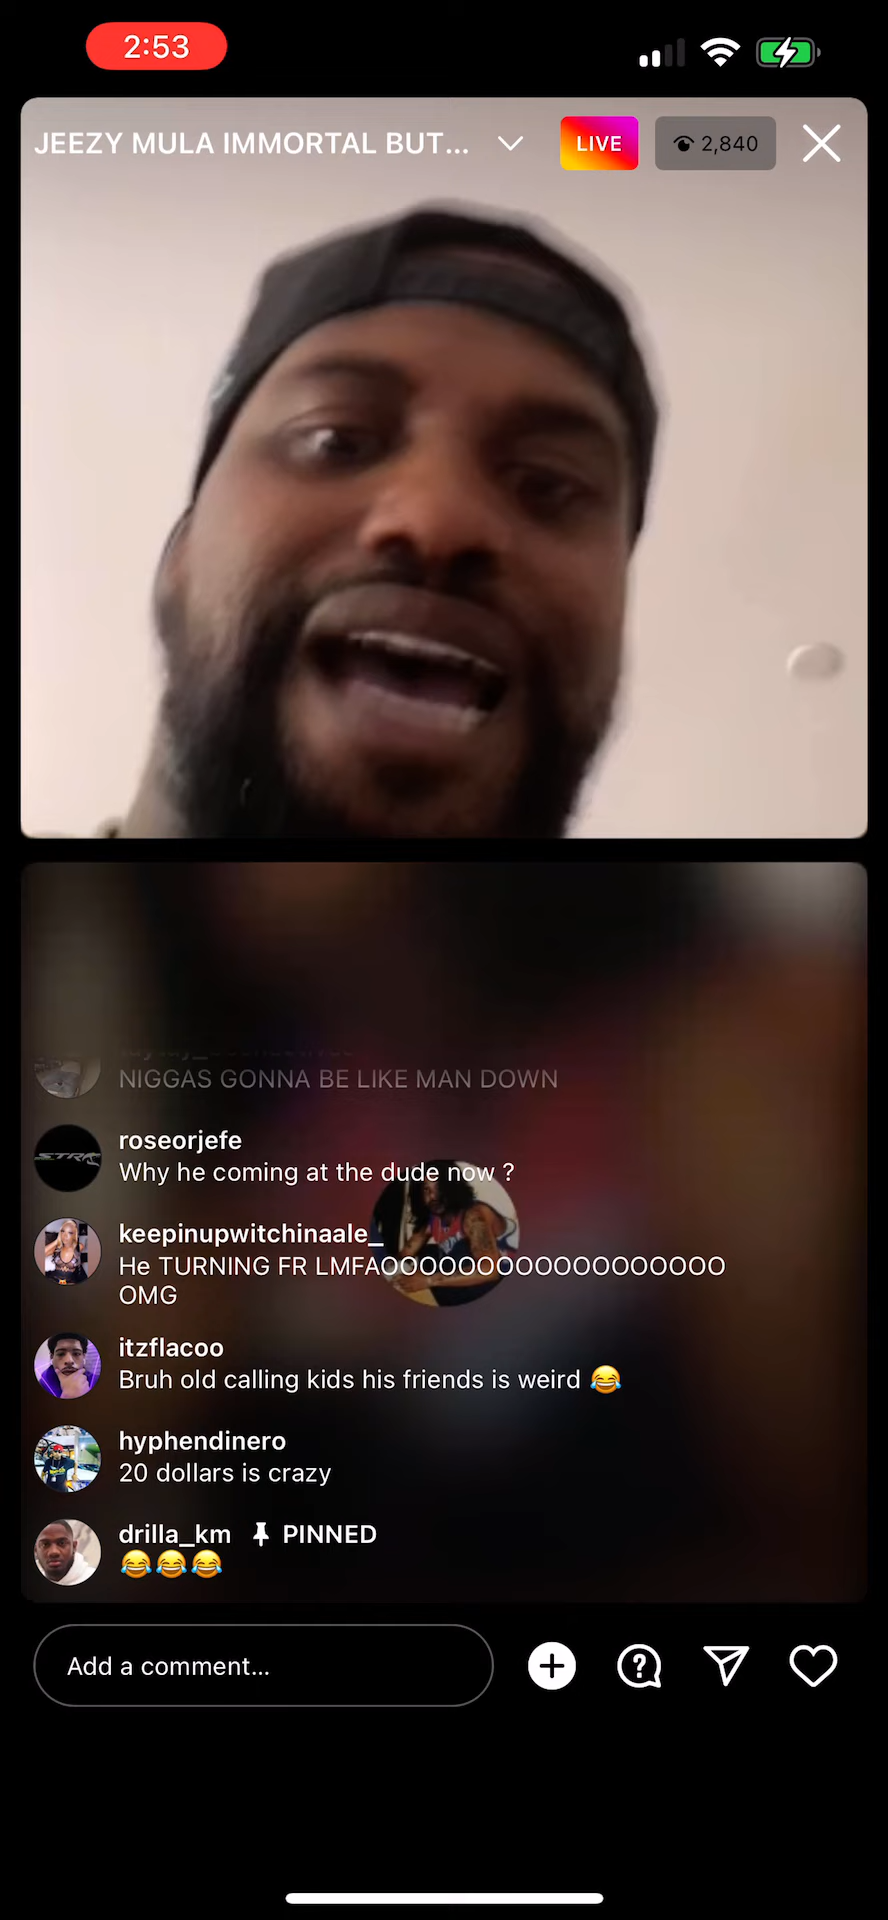 2:53
JEEZY MULA IMMORTAL BUT...
LIVE
2,840
NIGGAS GONNA BE LIKE MAN DOWN
roseorjefe
Why he coming at the dude now ?
keepinupwitchinaale_
He TURNING FR LMFAOOOOOOOOOOOOOOOOOO
OMG
itzflacoo
Bruh old calling kids his friends is weird 😂
hyphendinero
20 dollars is crazy
drilla_km PINNED
😂😂😂
Add a comment...